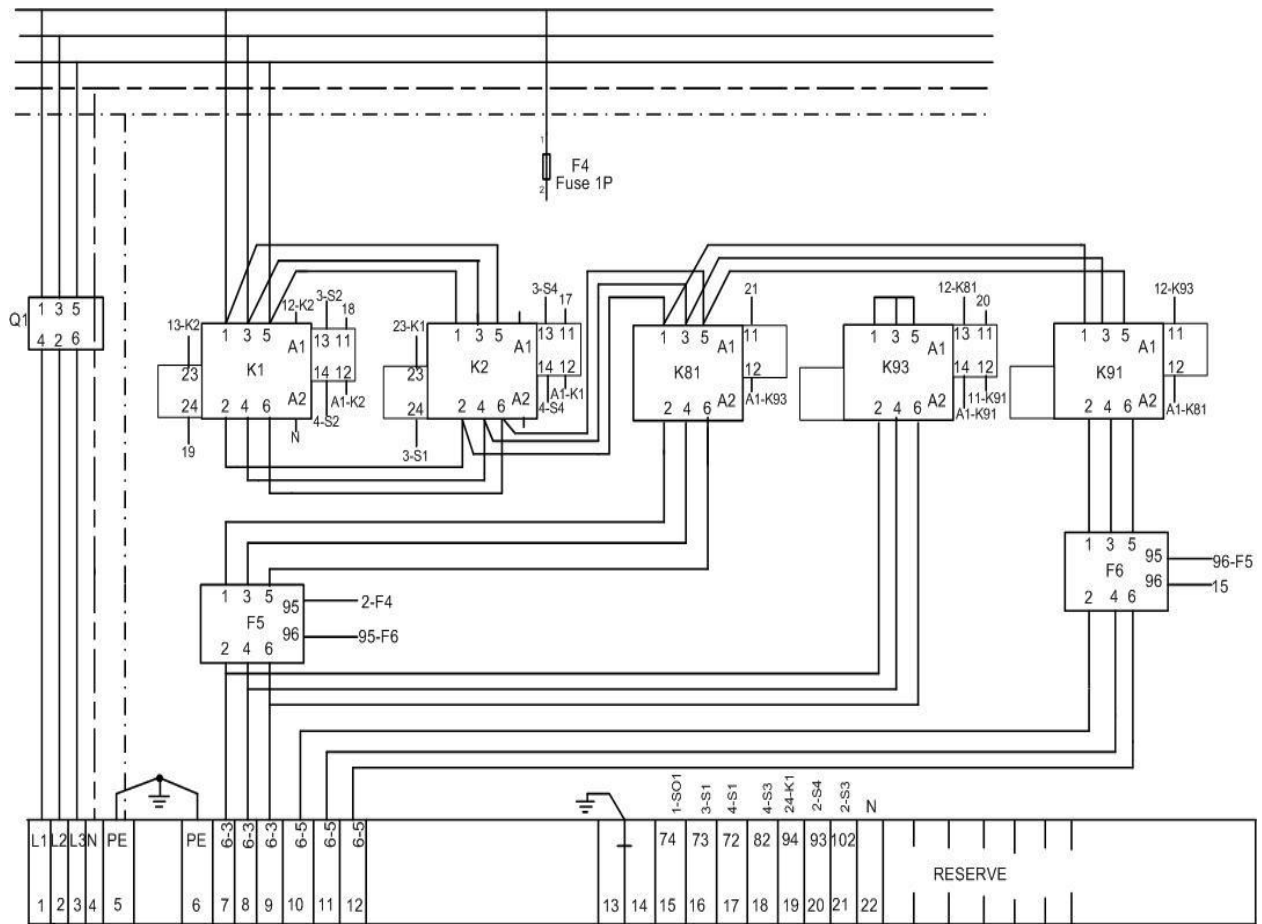 1
F4
2
Fuse 1P
Q1
1 3 5
4 2 6
13-K2
12-K2
3-S2
18
1 3 5
13 11
A1
23
K1
14 12
24
A2
A1-K2
2 4 6
4-S2
19
N
23-K1
3-S4
17
1 3 5
13 11
A1
23
K2
14 12
24
A2
A1-K1
2 4 6
4-S4
3-S1
21
1 3 5
11
A1
K81
12
A2
A1-K93
2 4 6
12-K81
20
1 3 5
13 11
A1
K93
14 12
A2
11-K91
2 4 6
A1-K91
12-K93
1 3 5
11
A1
K91
12
A2
A1-K81
2 4 6
1 3 5
95
2-F4
F5
96
95-F6
2 4 6
1 3 5
95
96-F5
F6
96
15
2 4 6
1-SO1
3-S1
4-S1
4-S3
24-K1
2-S4
2-S3
N
L1 L2 L3 N PE PE 6-3 6-3 6-3 6-5 6-5 6-5 74 73 72 82 94 93 102
RESERVE
1 2 3 4 5 6 7 8 9 10 11 12 13 14 15 16 17 18 19 20 21 22